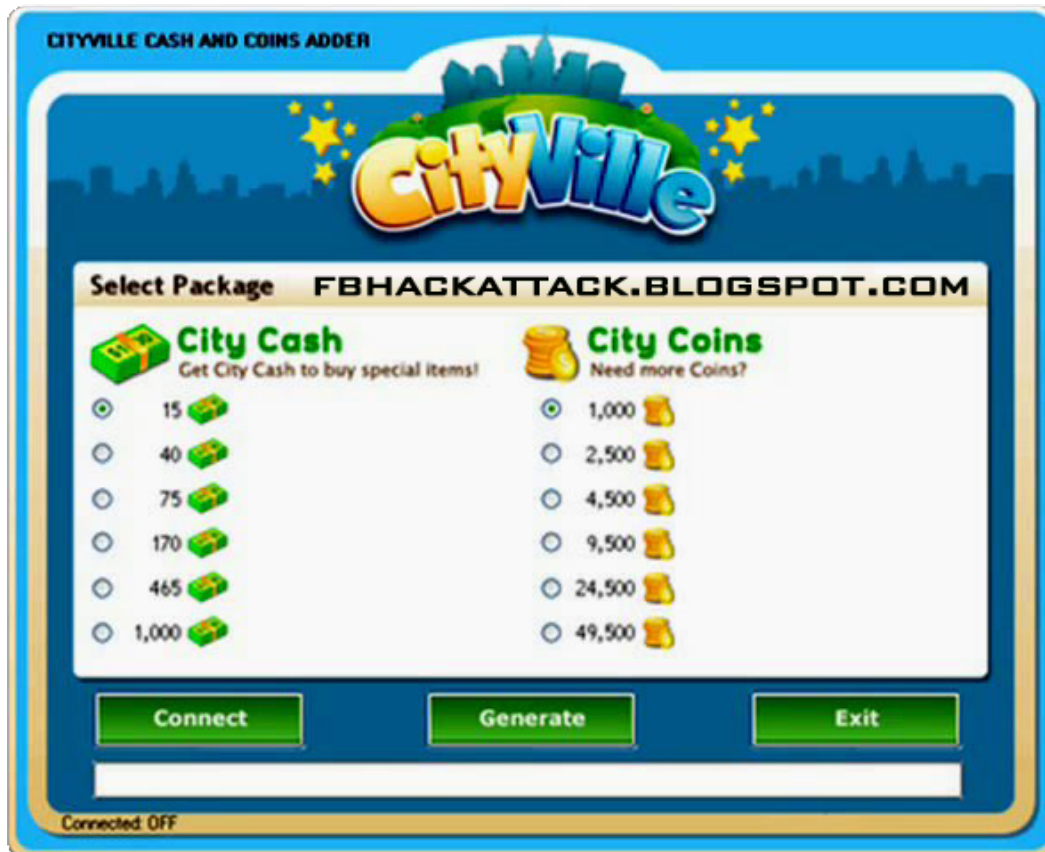 CITYVILLE CASH AND COINS ADDER
CityVille
Select Package FBHACKATTACK.BLOGSPOT.COM
City Cash
Get City Cash to buy special items!
15
40
75
170
465
1,000
City Coins
Need more Coins?
1,000
2,500
4,500
9,500
24,500
49,500
Connect Generate Exit
Connected: OFF